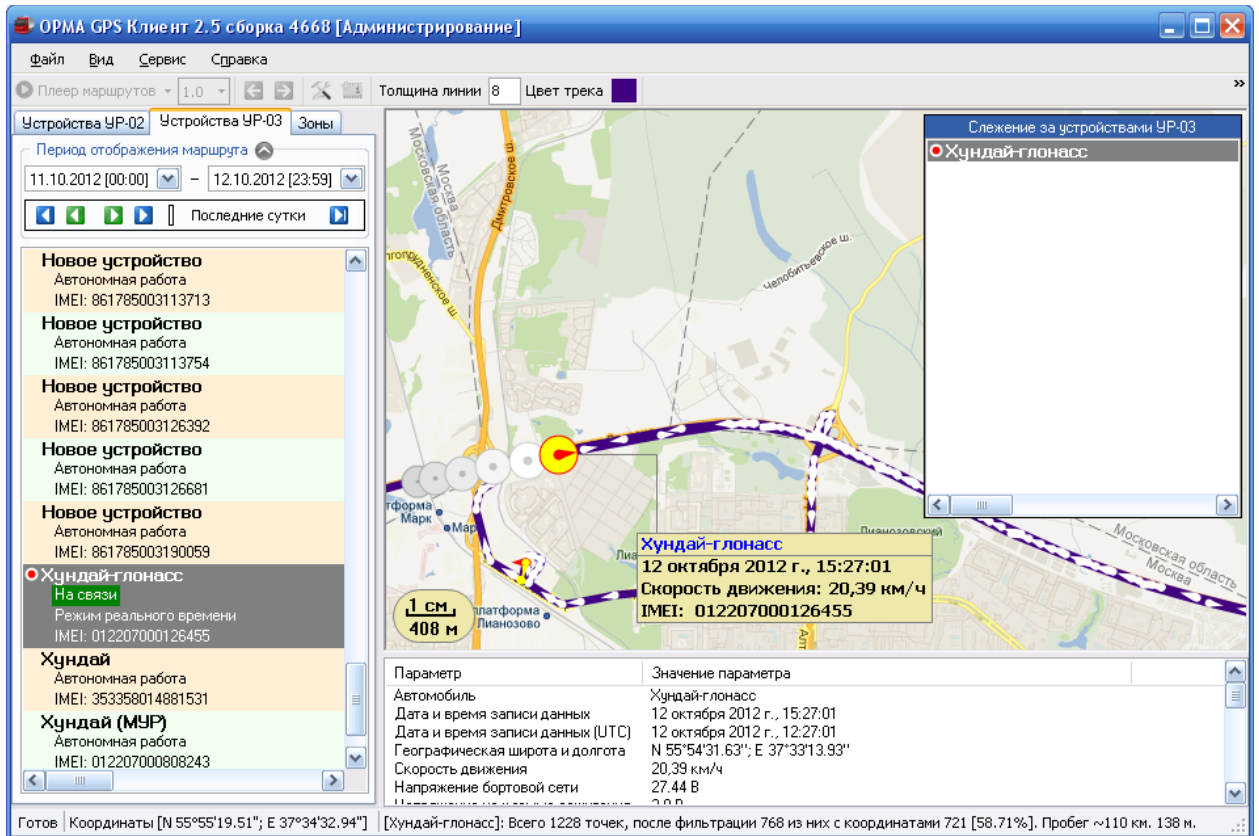 ОРМА GPS Клиент 2.5 сборка 4668 [Администрирование]
Файл Вид Сервис Справка
Плеер маршрутов 1.0 Толщина линии 8 Цвет трека »
Устройства УР-02 Устройства УР-03 Зоны
Период отображения маршрута
11.10.2012 [00:00] – 12.10.2012 [23:59]
Последние сутки
Новое устройство
Автономная работа
IMEI: 861785003113713
Новое устройство
Автономная работа
IMEI: 861785003113754
Новое устройство
Автономная работа
IMEI: 861785003126392
Новое устройство
Автономная работа
IMEI: 861785003126681
Новое устройство
Автономная работа
IMEI: 861785003190059
Хундай-глонасс
На связи
Режим реального времени
IMEI: 012207000126455
Хундай
Автономная работа
IMEI: 353358014881531
Хундай (МУР)
Автономная работа
IMEI: 012207000808243
Московская область
Москва
Дмитровское ш.
Челобитьевское ш.
гопрудненское ш.
тформа
Марк
Мар
Лианозовский
Лиа
Московская область
Москва
платформа
Лианозово
Алт
1 см
408 м
Слежение за устройствами УР-03
Хундай-глонасс
Хундай-глонасс
12 октября 2012 г., 15:27:01
Скорость движения: 20,39 км/ч
IMEI: 012207000126455
Параметр Значение параметра
Автомобиль Хундай-глонасс
Дата и время записи данных 12 октября 2012 г., 15:27:01
Дата и время записи данных (UTC) 12 октября 2012 г., 12:27:01
Географическая широта и долгота N 55°54'31.63''; E 37°33'13.93''
Скорость движения 20,39 км/ч
Напряжение бортовой сети 27.44 В
Готов Координаты [N 55°55'19.51"; E 37°34'32.94"] [Хундай-глонасс]: Всего 1228 точек, после фильтрации 768 из них с координатами 721 [58.71%]. Пробег ~110 км. 138 м.